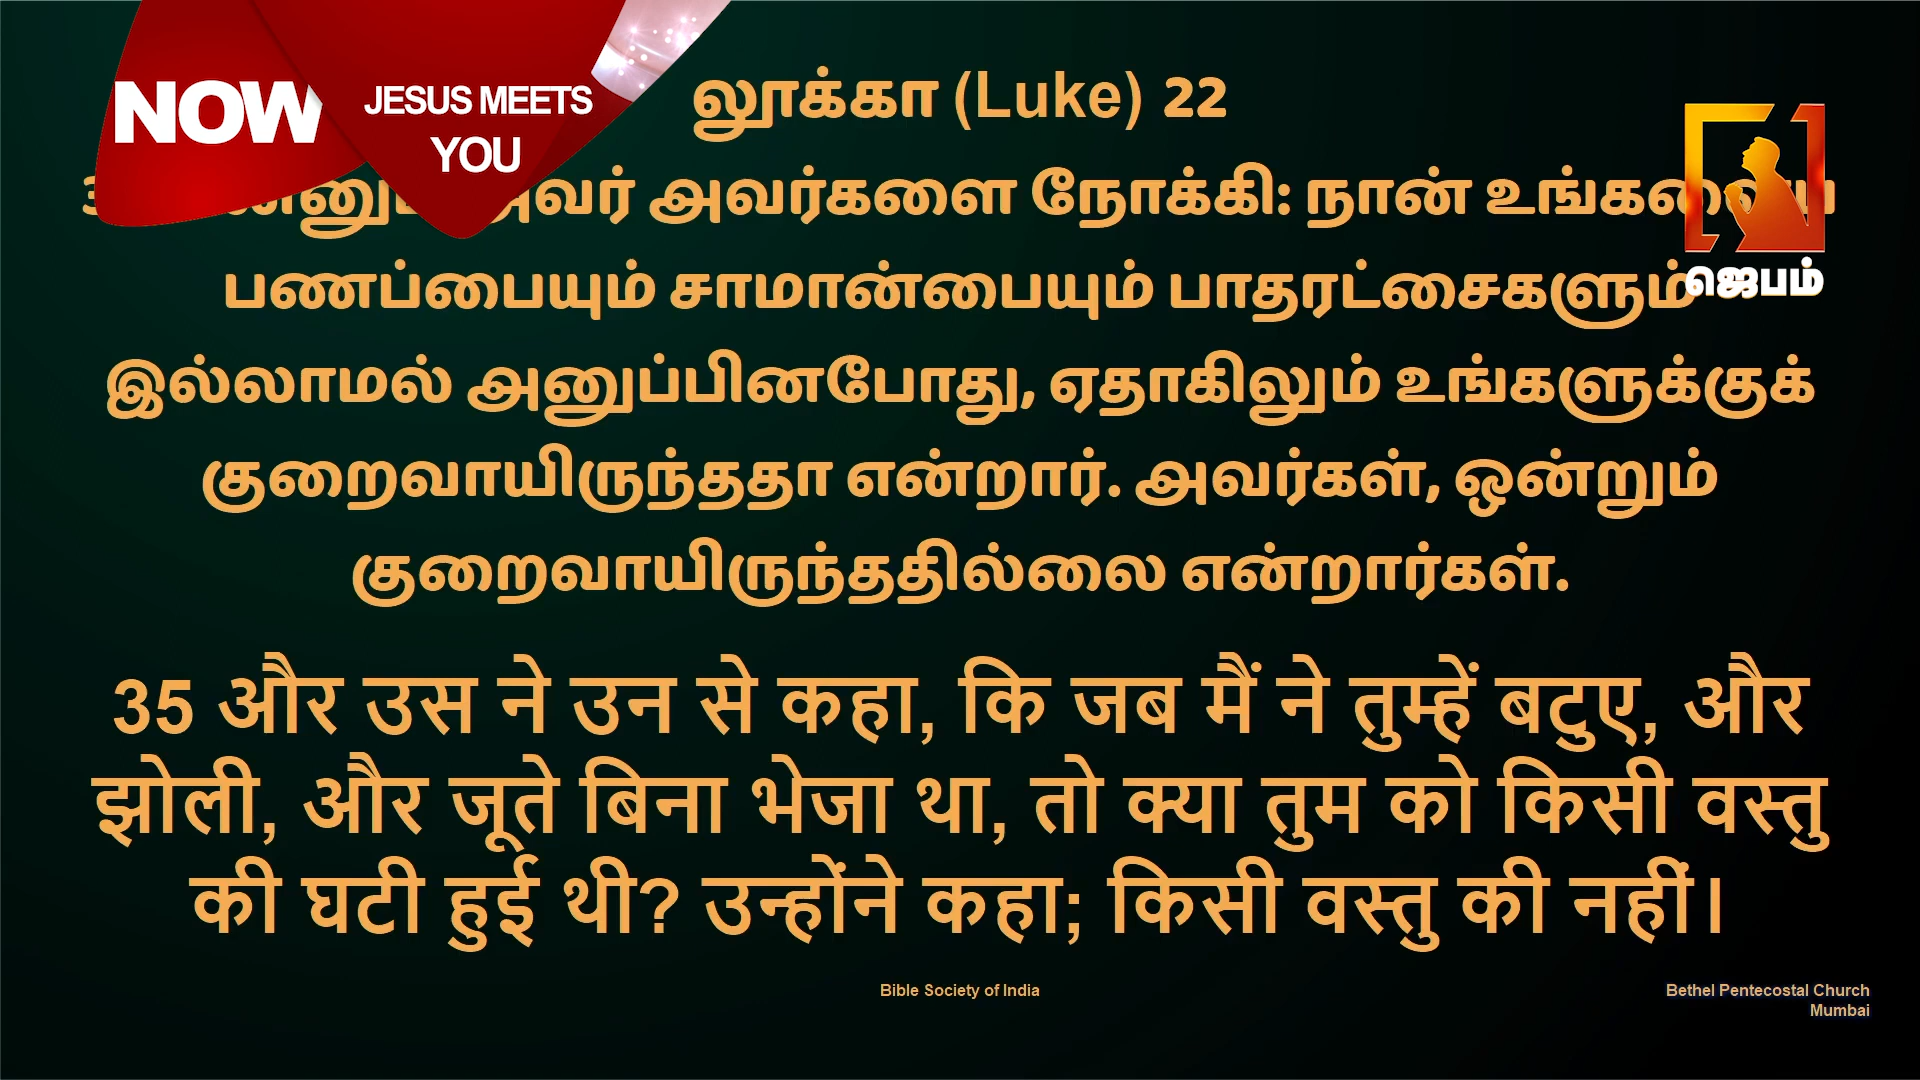 NOW
JESUS MEETS
YOU
லூக்கா (Luke) 22
அவர் அவர்களை நோக்கி: நான் உங்களைப்
பணப்பையும் சாமான்பையும் பாதரட்சைகளும்
ஜெபம்
இல்லாமல் அனுப்பினபோது, ஏதாகிலும் உங்களுக்குக்
குறைவாயிருந்ததா என்றார். அவர்கள், ஒன்றும்
குறைவாயிருந்ததில்லை என்றார்கள்.
35 और उस ने उन से कहा, कि जब मैं ने तुम्हें बटुए, और
झोली, और जूते बिना भेजा था, तो क्या तुम को किसी वस्तु
की घटी हुई थी? उन्होंने कहा; किसी वस्तु की नहीं।
Bible Society of India
Bethel Pentecostal Church
Mumbai